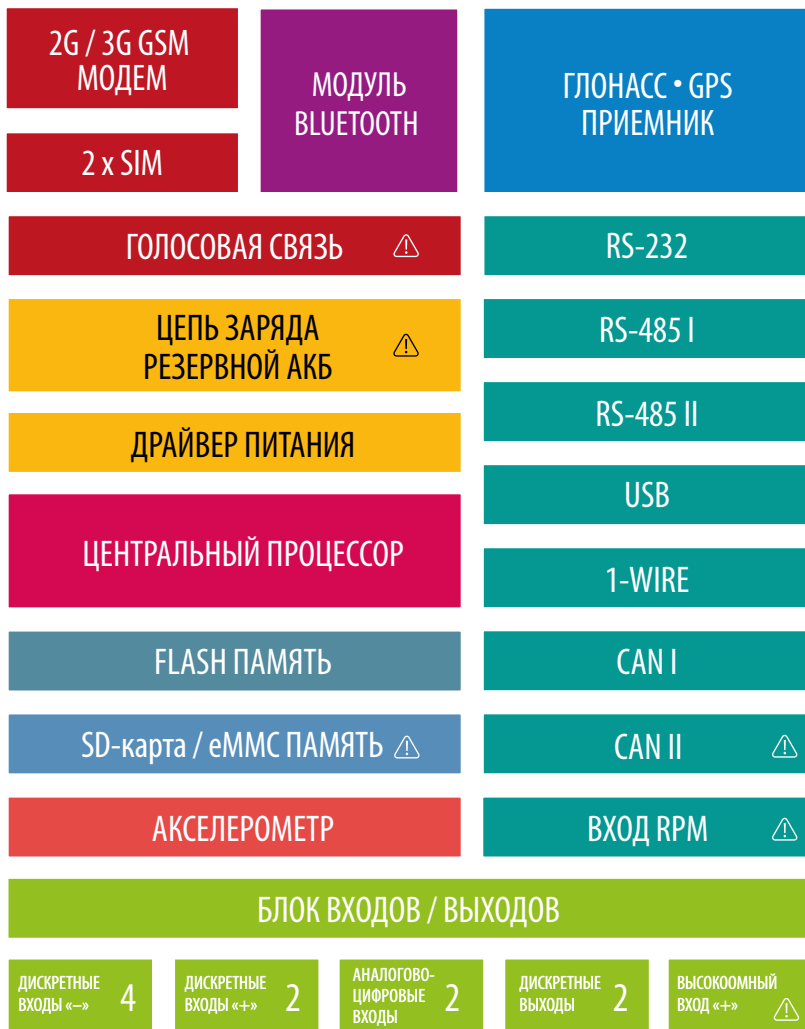 2G / 3G GSM
МОДЕМ
2 x SIM
МОДУЛЬ
BLUETOOTH
ГЛОНАСС • GPS
ПРИЕМНИК
ГОЛОСОВАЯ СВЯЗЬ
ЦЕПЬ ЗАРЯДА
РЕЗЕРВНОЙ АКБ
ДРАЙВЕР ПИТАНИЯ
ЦЕНТРАЛЬНЫЙ ПРОЦЕССОР
FLASH ПАМЯТЬ
SD-карта / eMMC ПАМЯТЬ
АКСЕЛЕРОМЕТР
RS-232
RS-485 I
RS-485 II
USB
1-WIRE
CAN I
CAN II
ВХОД RPM
БЛОК ВХОДОВ / ВЫХОДОВ
ДИСКРЕТНЫЕ
ВХОДЫ «–»
4
ДИСКРЕТНЫЕ
ВХОДЫ «+»
2
АНАЛОГОВО-
ЦИФРОВЫЕ
ВХОДЫ
2
ДИСКРЕТНЫЕ
ВЫХОДЫ
2
ВЫСОКООМНЫЙ
ВХОД «+»